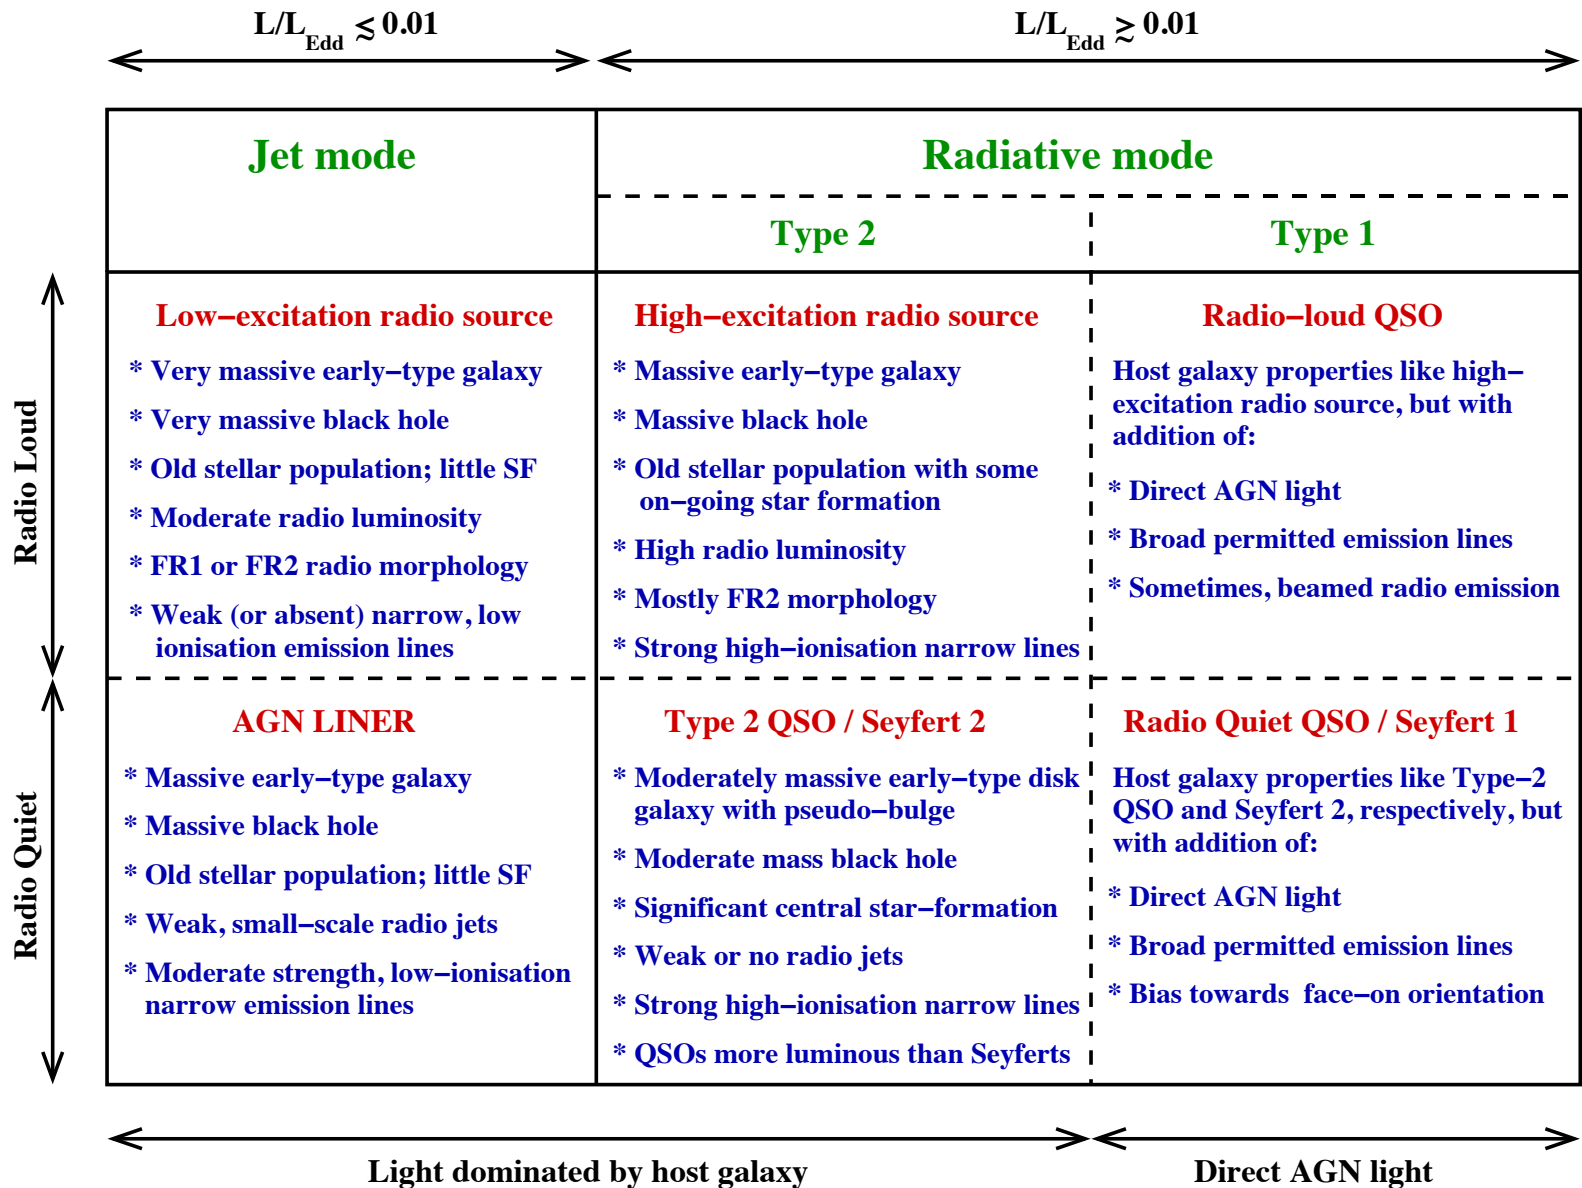 L/L_Edd ≲ 0.01
L/L_Edd ≳ 0.01
Jet mode
Radiative mode
Type 2
Type 1
Radio Loud
Low−excitation radio source
* Very massive early−type galaxy
* Very massive black hole
* Old stellar population; little SF
* Moderate radio luminosity
* FR1 or FR2 radio morphology
* Weak (or absent) narrow, low
ionisation emission lines
High−excitation radio source
* Massive early−type galaxy
* Massive black hole
* Old stellar population with some
on−going star formation
* High radio luminosity
* Mostly FR2 morphology
* Strong high−ionisation narrow lines
Radio−loud QSO
Host galaxy properties like high−
excitation radio source, but with
addition of:
* Direct AGN light
* Broad permitted emission lines
* Sometimes, beamed radio emission
Radio Quiet
AGN LINER
* Massive early−type galaxy
* Massive black hole
* Old stellar population; little SF
* Weak, small−scale radio jets
* Moderate strength, low−ionisation
narrow emission lines
Type 2 QSO / Seyfert 2
* Moderately massive early−type disk
galaxy with pseudo−bulge
* Moderate mass black hole
* Significant central star−formation
* Weak or no radio jets
* Strong high−ionisation narrow lines
* QSOs more luminous than Seyferts
Radio Quiet QSO / Seyfert 1
Host galaxy properties like Type−2
QSO and Seyfert 2, respectively, but
with addition of:
* Direct AGN light
* Broad permitted emission lines
* Bias towards face−on orientation
Light dominated by host galaxy
Direct AGN light